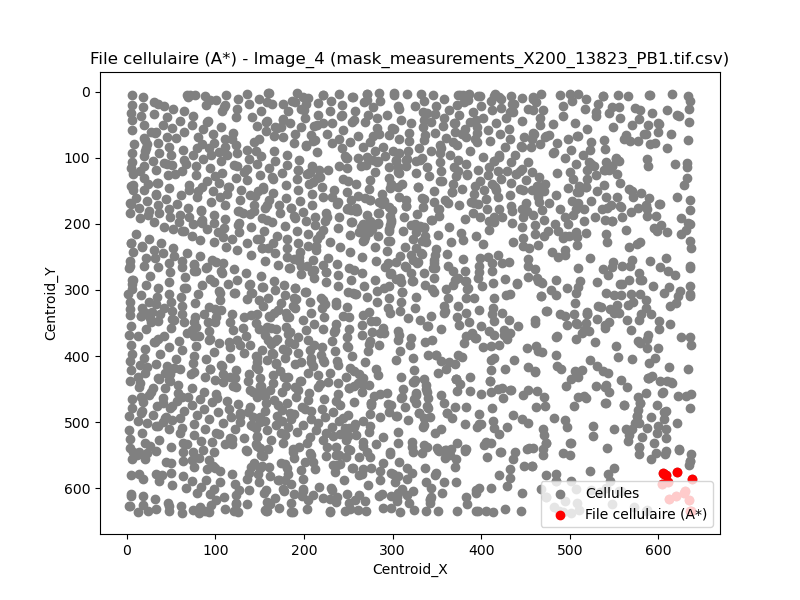 File cellulaire (A*) - Image_4 (mask_measurements_X200_13823_PB1.tif.csv)
0
100
200
300
400
500
600
Centroid_Y
Cellules
File cellulaire (A*)
0 100 200 300 400 500 600
Centroid_X